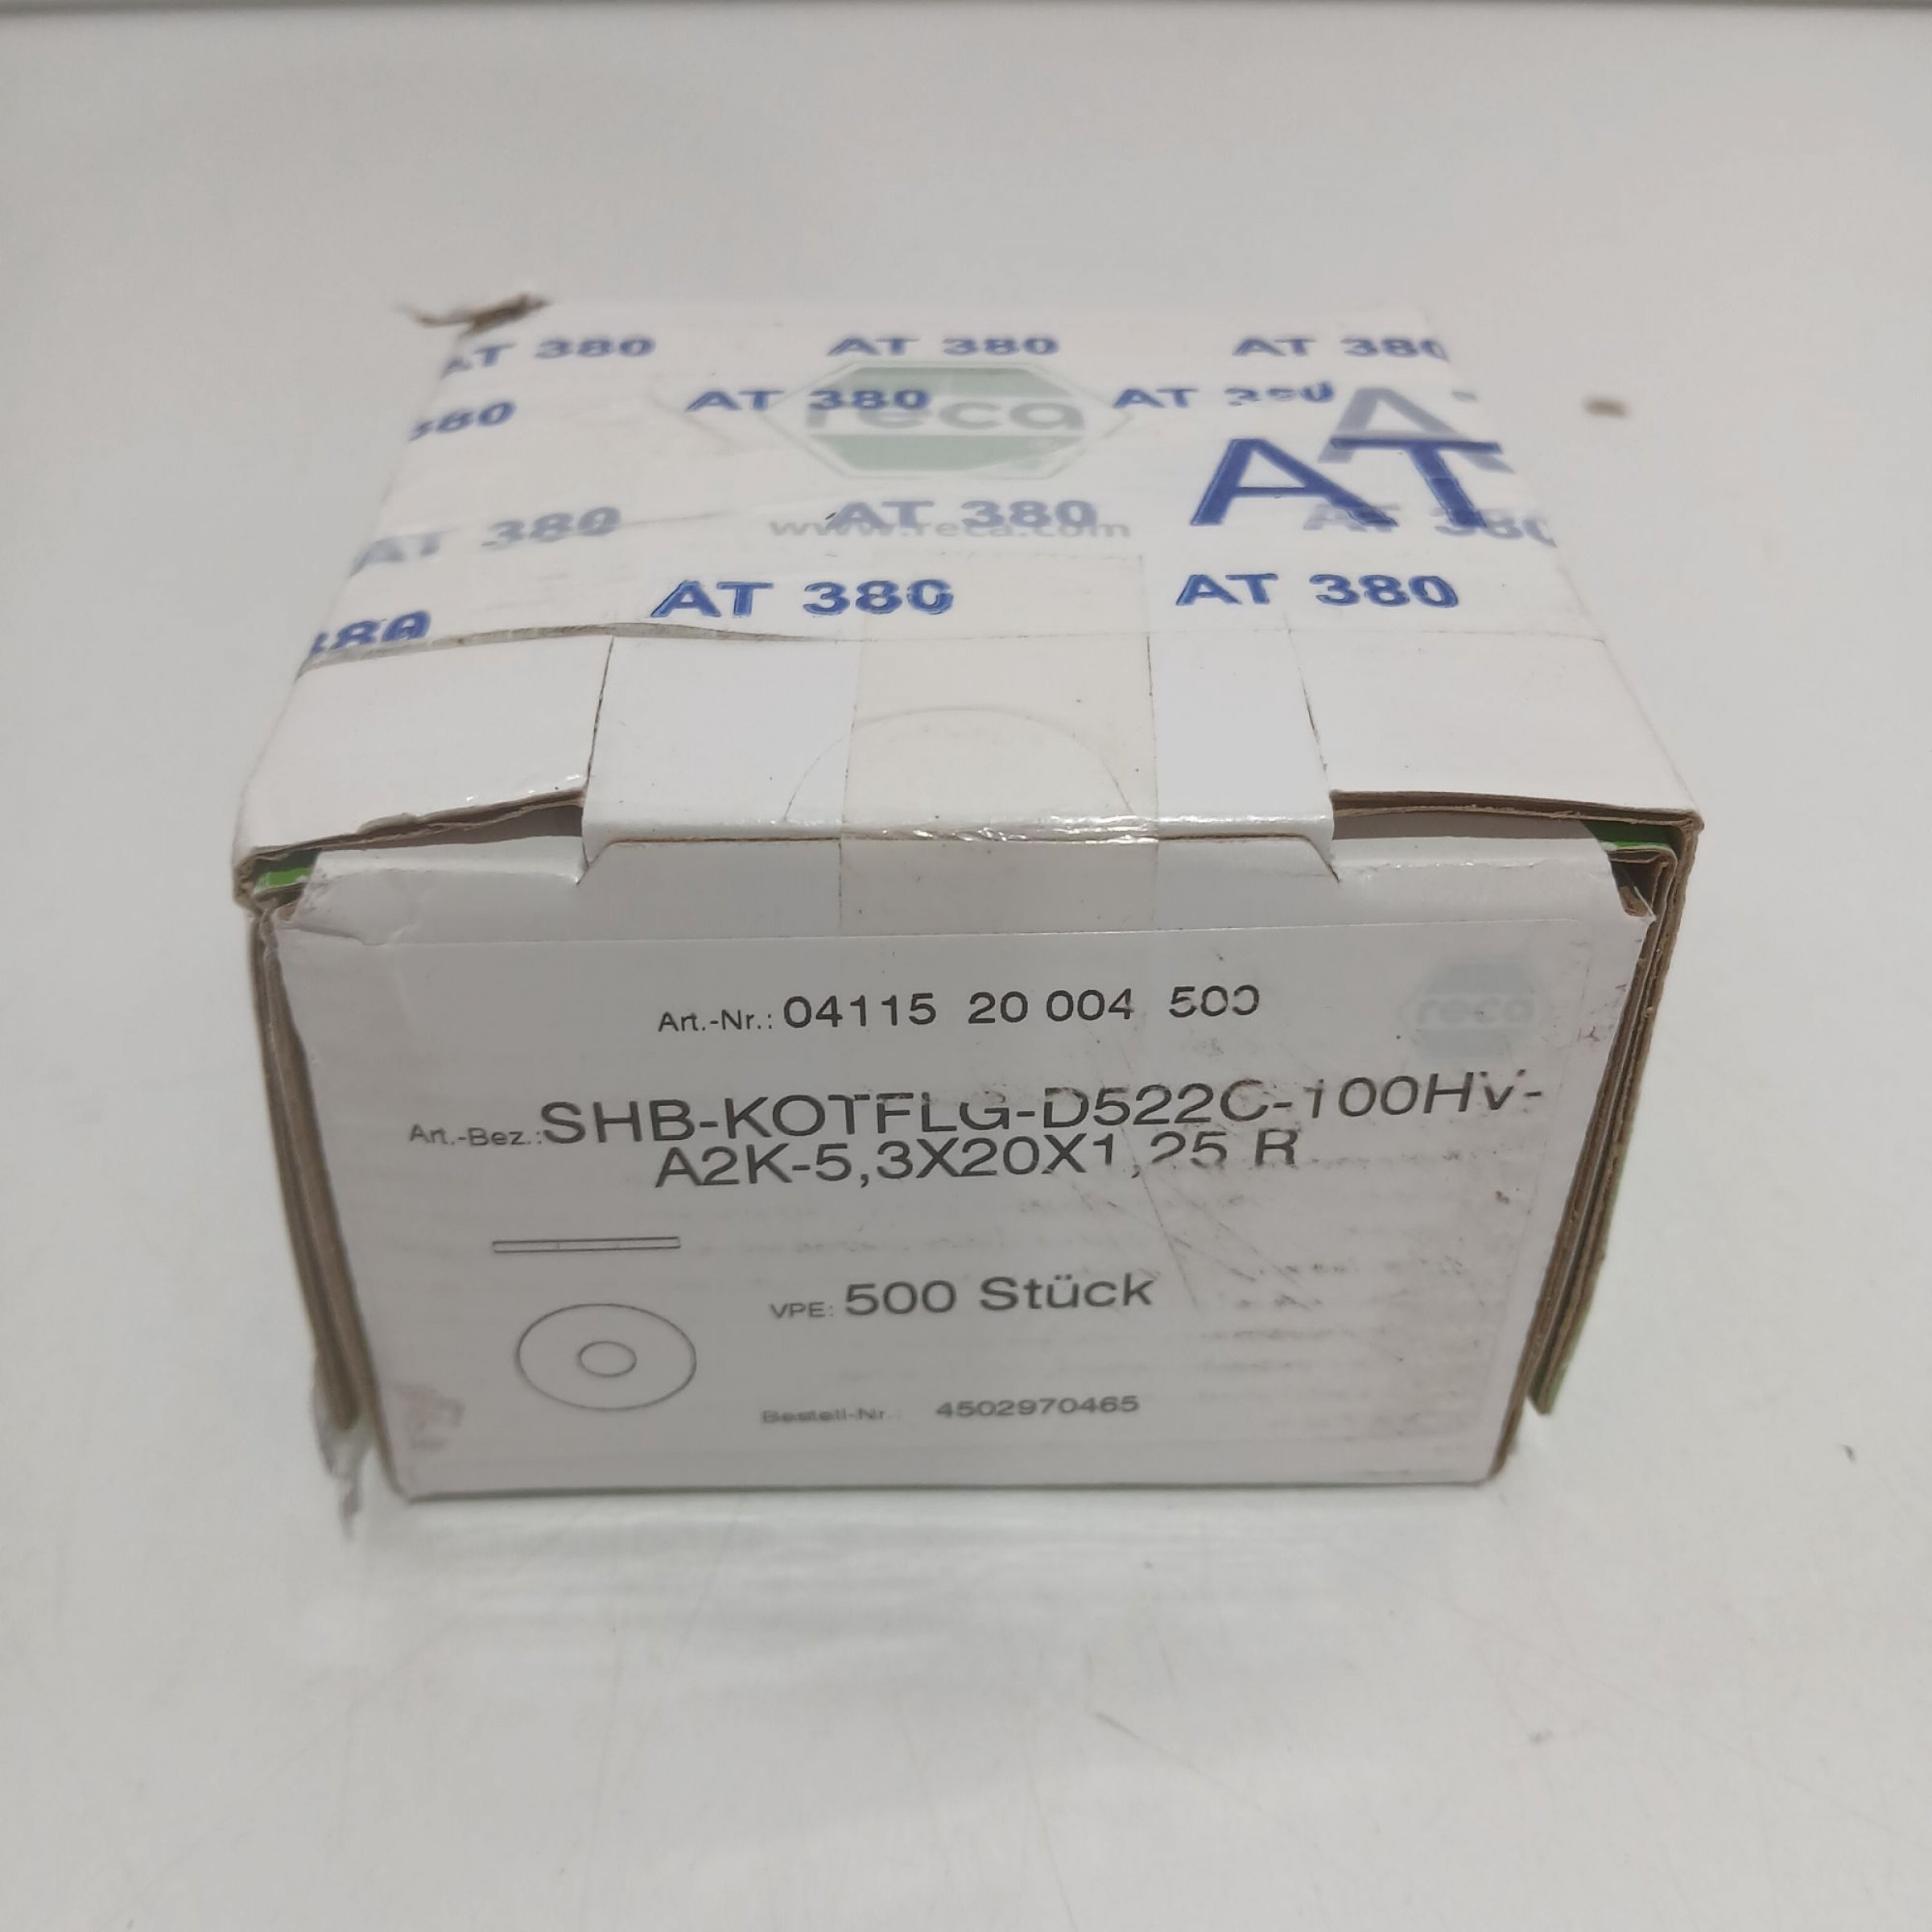 AT 380
AT 380
AT 380
380
AT 380
reca
AT
AT 380
AT 380
www.reca.com
AT
AT 380
AT 380
Art.-Nr.: 04115 20 004 500
reca
Art.-Bez.: SHB-KOTFLG-D522C-100HV-
A2K-5,3X20X1,25 R
VPE: 500 Stück
Bestell-Nr. 4502970465